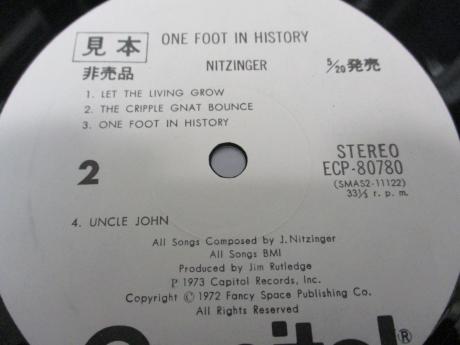 ONE FOOT IN HISTORY
見本
非売品
NITZINGER
5/20発売
1. LET THE LIVING GROW
2. THE CRIPPLE GNAT BOUNCE
3. ONE FOOT IN HISTORY
2
STEREO
ECP-80780
(SMAS2-11122)
33⅓ r. p. m.
4. UNCLE JOHN
All Songs Composed by J. Nitzinger
All Songs BMI
Produced by Jim Rutledge
P 1973 Capitol Records, Inc.
Copyright © 1972 Fancy Space Publishing Co.
All Rights Reserved
Capitol®